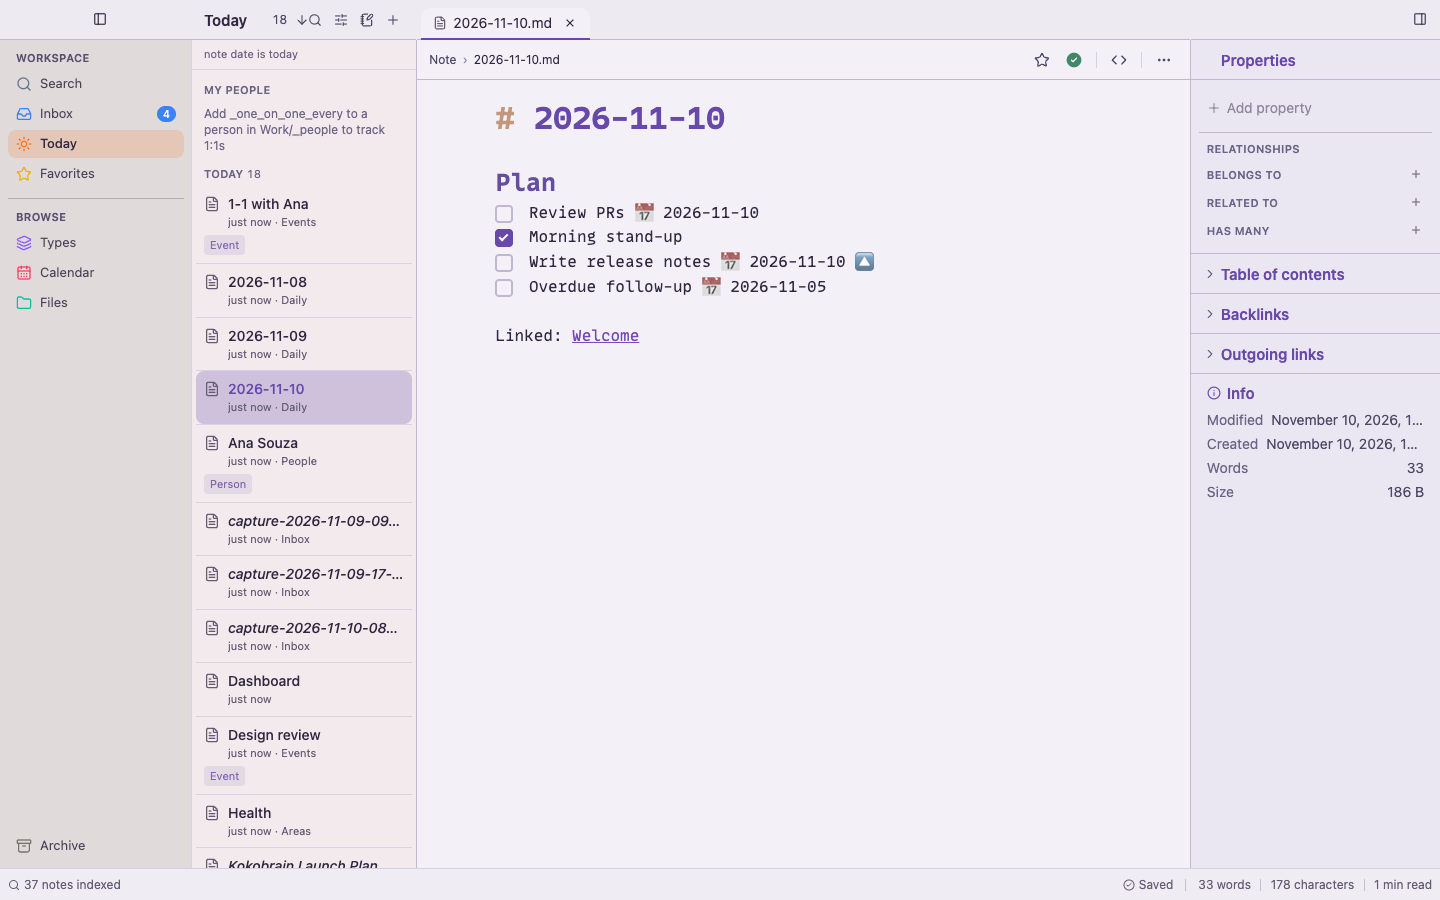 WORKSPACE
Search
Inbox 4
Today
Favorites
BROWSE
Types
Calendar
Files
Archive
Today 18
note date is today
MY PEOPLE
Add _one_on_one_every to a
person in Work/_people to track
1:1s
TODAY 18
1-1 with Ana
just now · Events
Event
2026-11-08
just now · Daily
2026-11-09
just now · Daily
2026-11-10
just now · Daily
Ana Souza
just now · People
Person
capture-2026-11-09-09...
just now · Inbox
capture-2026-11-09-17-...
just now · Inbox
capture-2026-11-10-08...
just now · Inbox
Dashboard
just now
Design review
just now · Events
Event
Health
just now · Areas
Kokobrain Launch Plan
2026-11-10.md
Note › 2026-11-10.md
# 2026-11-10
Plan
Review PRs 📅 2026-11-10
Morning stand-up
Write release notes 📅 2026-11-10 🔼
Overdue follow-up 📅 2026-11-05
Linked: Welcome
Properties
Add property
RELATIONSHIPS
BELONGS TO
RELATED TO
HAS MANY
Table of contents
Backlinks
Outgoing links
Info
Modified November 10, 2026, 1...
Created November 10, 2026, 1...
Words 33
Size 186 B
37 notes indexed
Saved 33 words 178 characters 1 min read